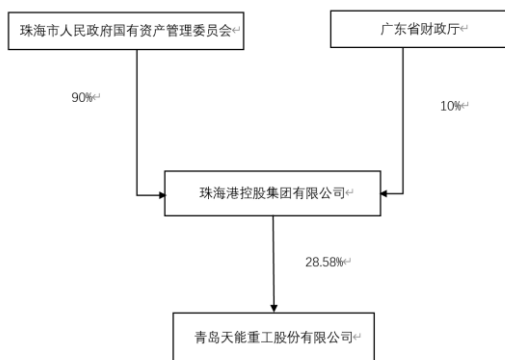 珠海市人民政府国有资产管理委员会
广东省财政厅
90%
10%
珠海港控股集团有限公司
28.58%
青岛天能重工股份有限公司